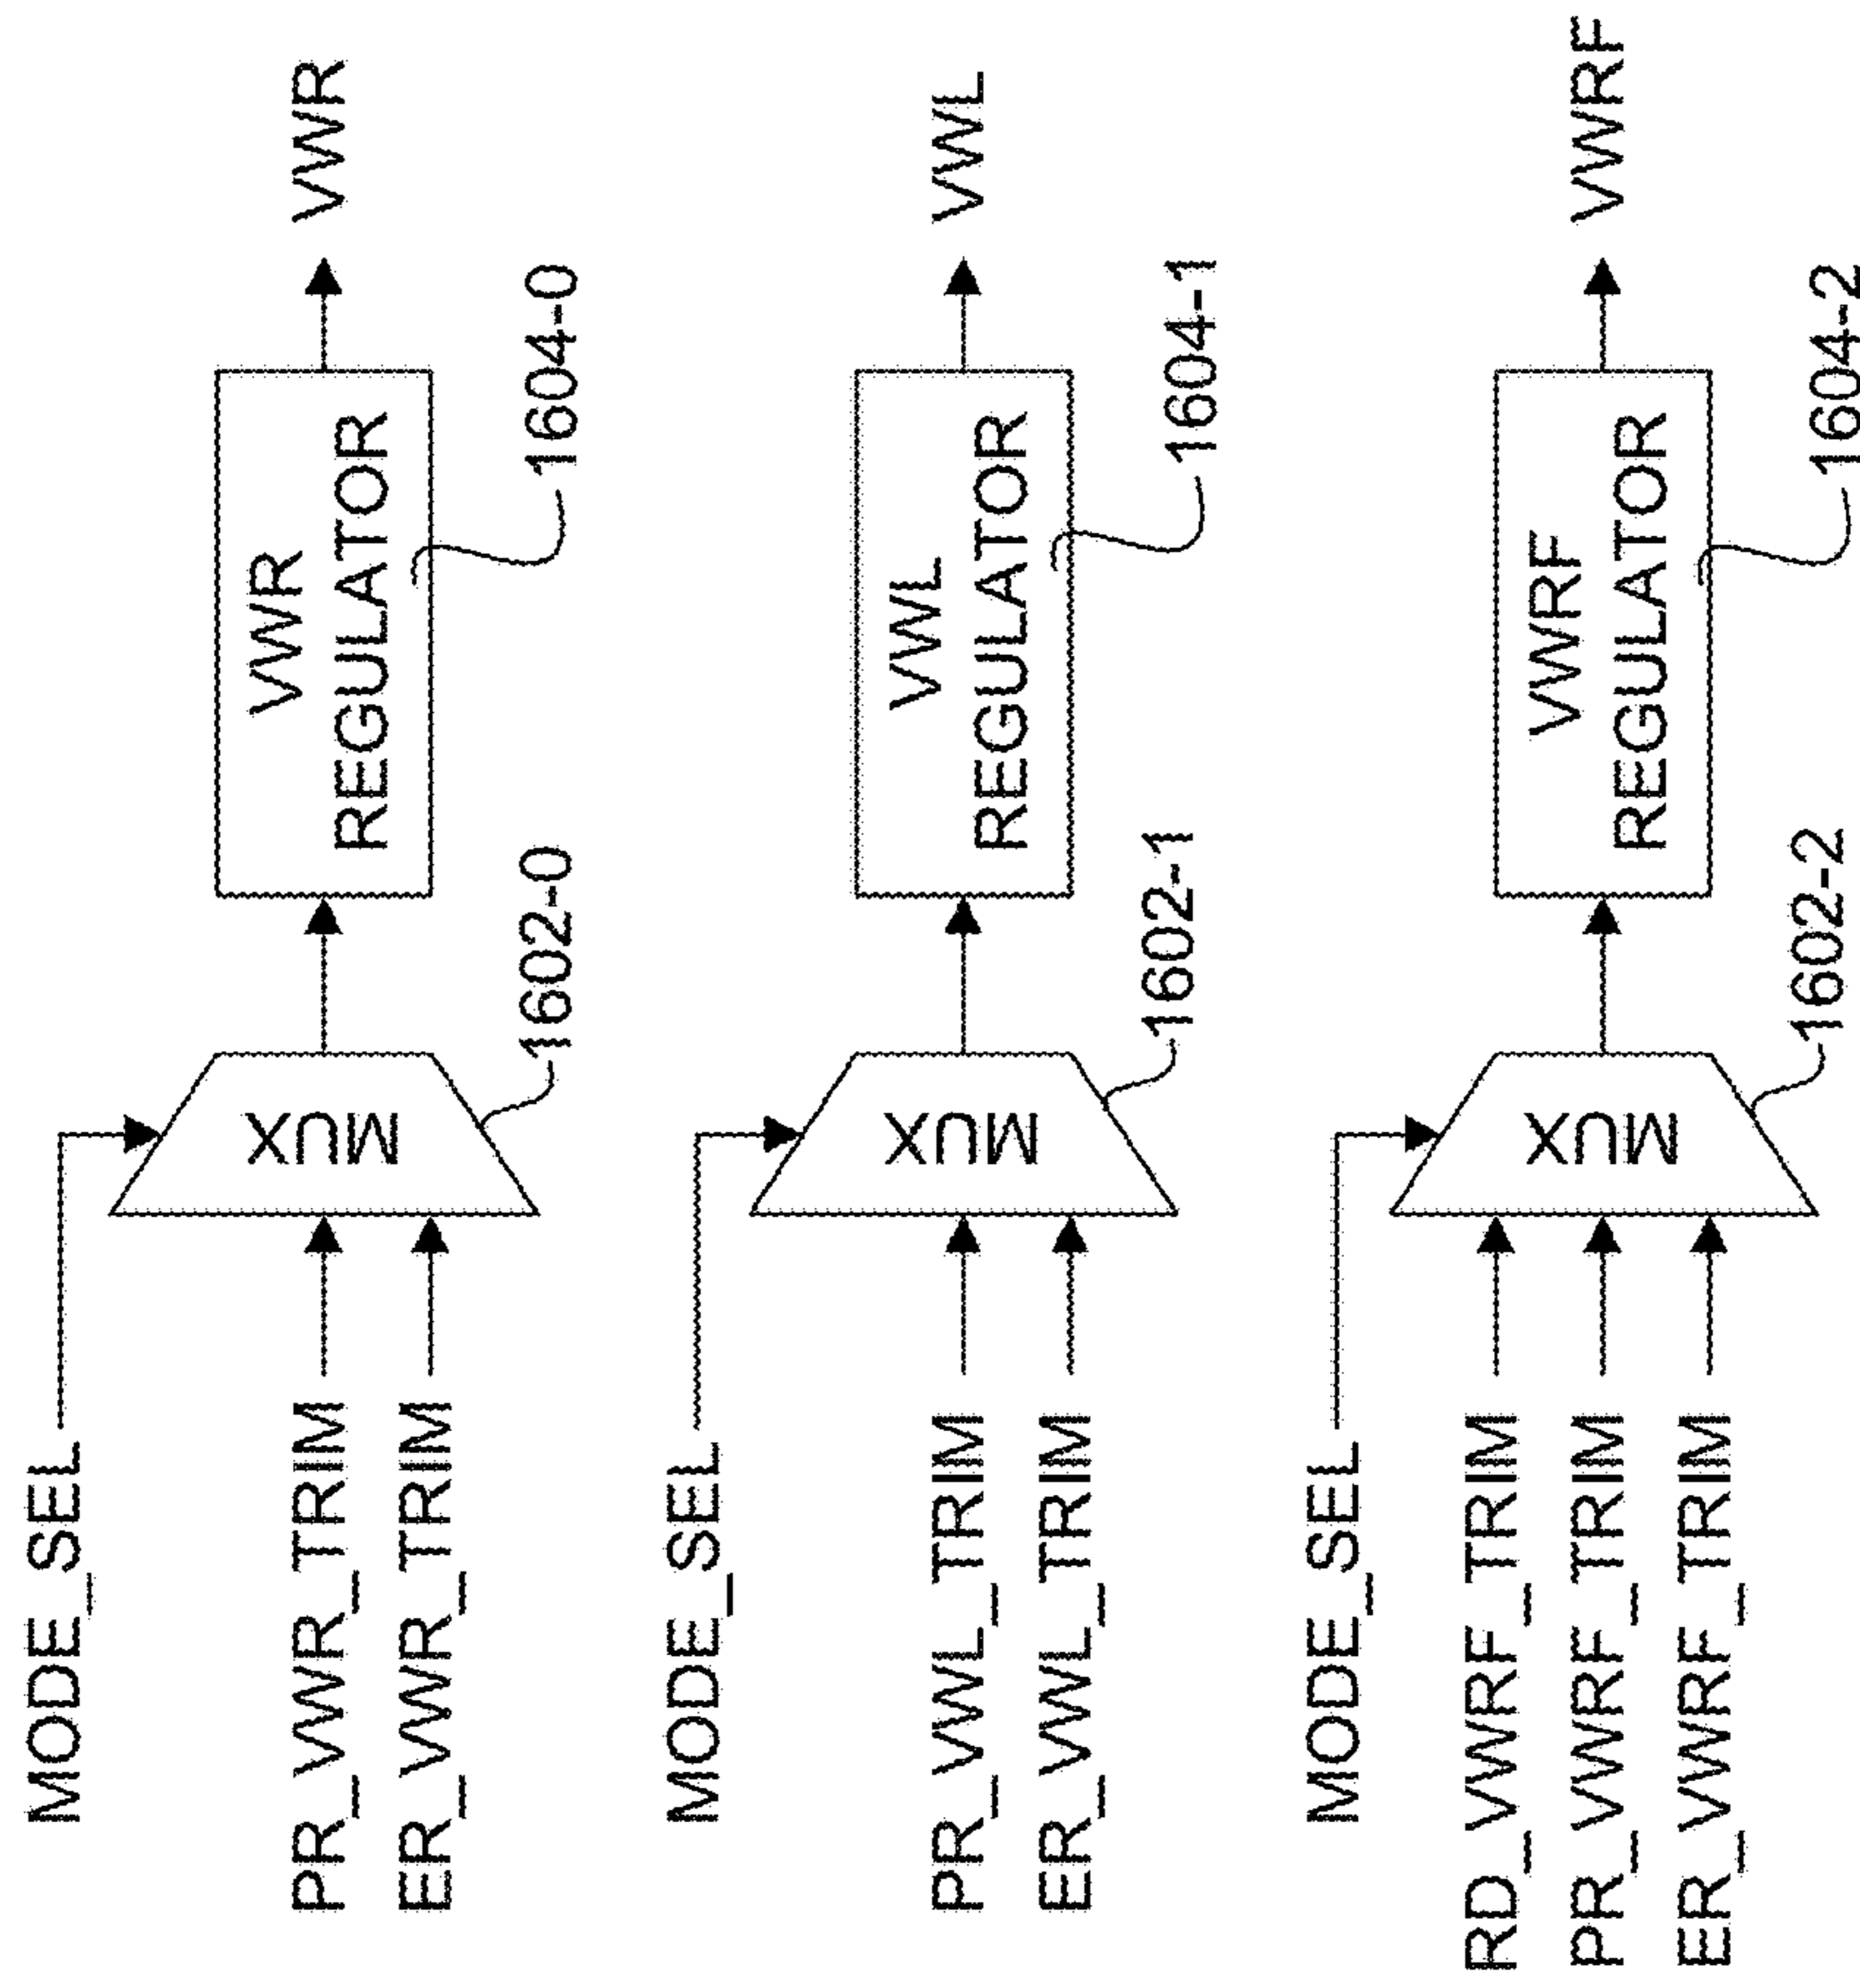 MODE_SEL
PR_VWR_TRIM
ER_VWR_TRIM
MUX
1602-0
VWR
REGULATOR
1604-0
VWR
MODE_SEL
PR_VWL_TRIM
ER_VWL_TRIM
MUX
1602-1
VWL
REGULATOR
1604-1
VWL
MODE_SEL
RD_VWRF_TRIM
PR_VWRF_TRIM
ER_VWRF_TRIM
MUX
1602-2
VWRF
REGULATOR
1604-2
VWRF